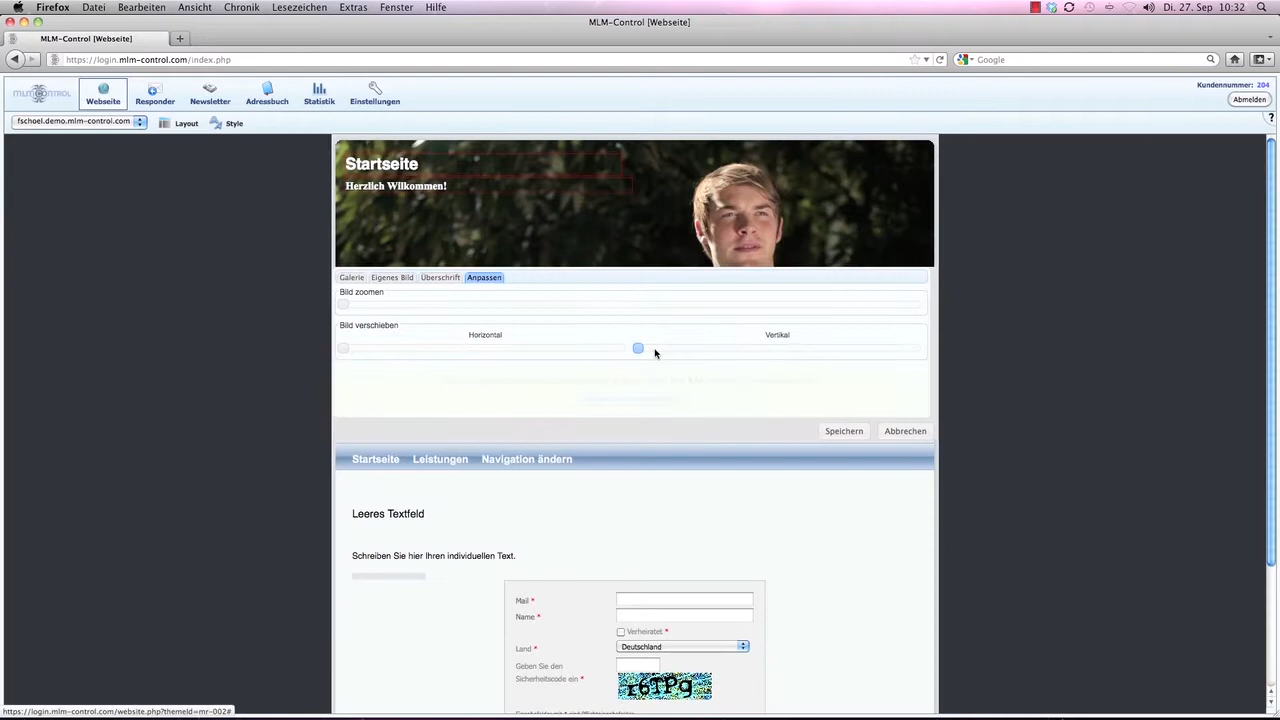 Firefox Datei Bearbeiten Ansicht Chronik Lesezeichen Extras Fenster Hilfe Di. 27. Sep 10:32
MLM-Control [Webseite]
MLM-Control [Webseite]
https://login.mlm-control.com/index.php Google
Kundennummer: 204
MLM CONTROL Webseite Responder Newsletter Adressbuch Statistik Einstellungen Abmelden
fschoel.demo.mlm-control.com Layout Style ?
Startseite
Herzlich Wilkommen!
Galerie Eigenes Bild Überschrift Anpassen
Bild zoomen
Bild verschieben
Horizontal Vertikal
Speichern Abbrechen
Startseite Leistungen Navigation ändern
Leeres Textfeld
Schreiben Sie hier Ihren individuellen Text.
Mail *
Name *
Verheiratet *
Land * Deutschland
Geben Sie den
Sicherheitscode ein *
r6TPg
https://login.mlm-control.com/website.php?themeId=mr-002#